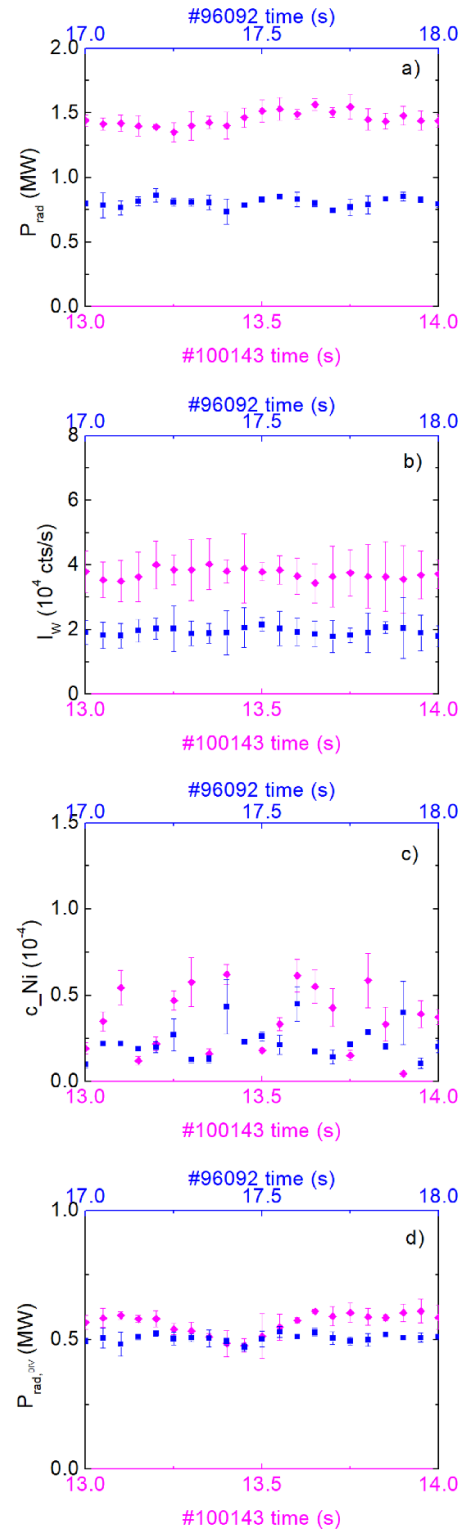 #96092 time (s)
17.0 17.5 18.0
2.0
a)
1.5
P_rad (MW)
1.0
0.5
0.0
13.0 13.5 14.0
#100143 time (s)
#96092 time (s)
17.0 17.5 18.0
8
b)
6
I_W (10^4 cts/s)
4
2
0
13.0 13.5 14.0
#100143 time (s)
#96092 time (s)
17.0 17.5 18.0
1.5
c)
1.0
c_Ni (10^-4)
0.5
0.0
13.0 13.5 14.0
#100143 time (s)
#96092 time (s)
17.0 17.5 18.0
1.0
d)
P_rad,DIV (MW)
0.5
0.0
13.0 13.5 14.0
#100143 time (s)